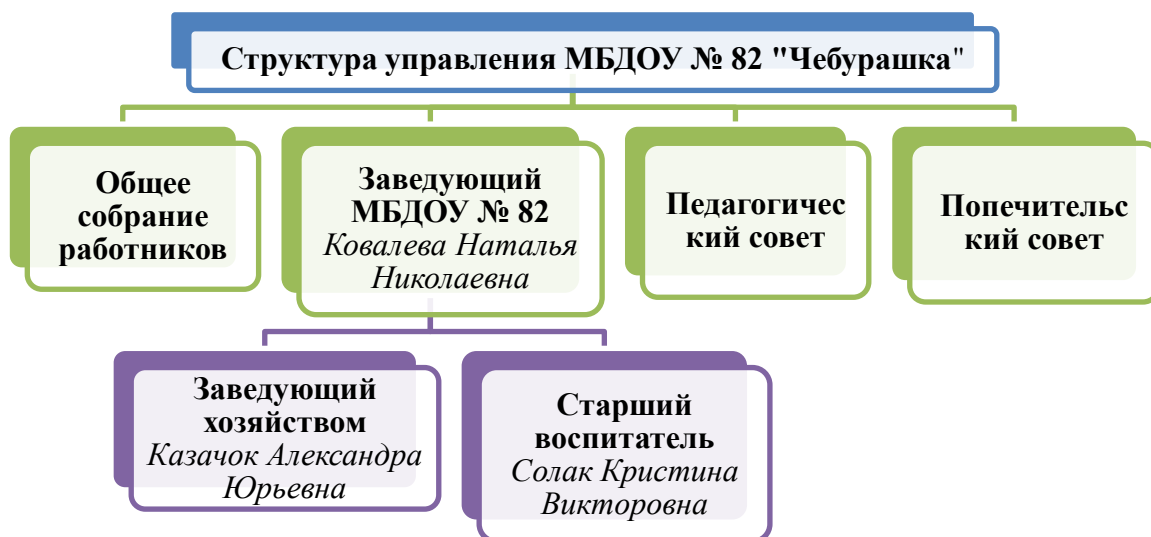 Структура управления МБДОУ № 82 "Чебурашка"
Общее
собрание
работников
Заведующий
МБДОУ № 82
Ковалева Наталья
Николаевна
Педагогичес
кий совет
Попечительс
кий совет
Заведующий
хозяйством
Казачок Александра
Юрьевна
Старший
воспитатель
Солак Кристина
Викторовна